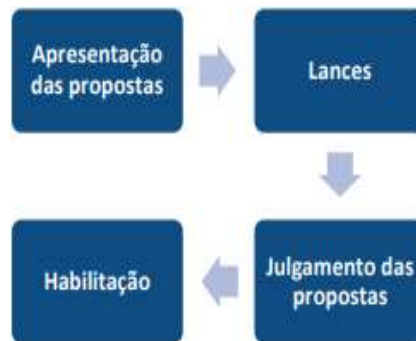 Apresentação
das propostas
Lances
Julgamento das
propostas
Habilitação